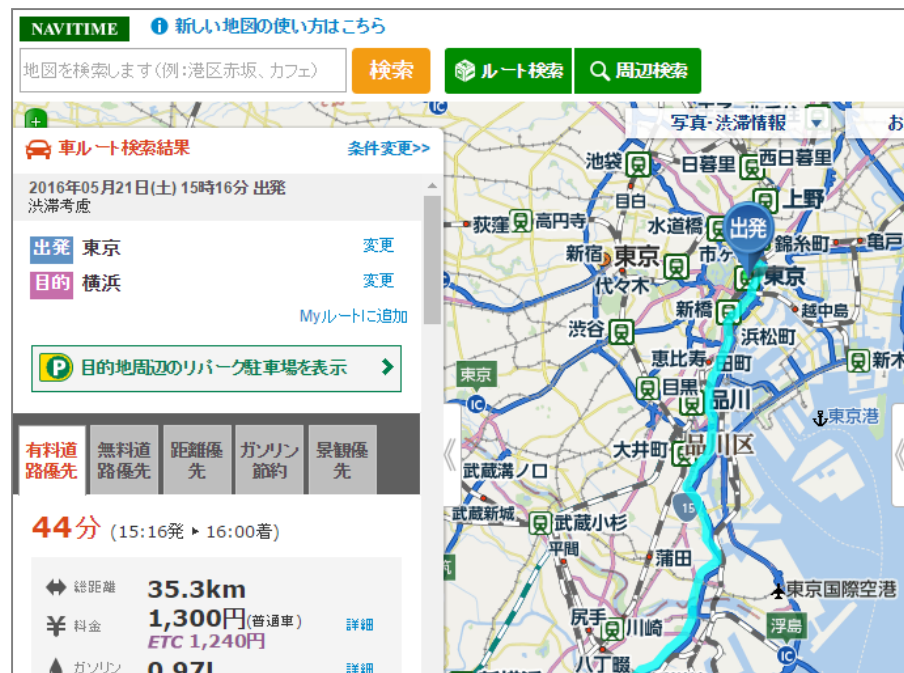 NAVITIME
新しい地図の使い方はこちら
地図を検索します(例:港区赤坂、カフェ)
検索
ルート検索
周辺検索
車ルート検索結果
条件変更>>
2016年05月21日(土) 15時16分 出発
渋滞考慮
出発 東京 変更
目的 横浜 変更
Myルートに追加
P 目的地周辺のリパーク駐車場を表示
有料道路優先
無料道路優先
距離優先
ガソリン節約
景観優先
44分 (15:16発 ▶ 16:00着)
総距離 35.3km
料金 1,300円(普通車) 詳細
ETC 1,240円
ガソリン 0.97L 詳細
写真・渋滞情報
お
IC
池袋
日暮里
西日暮里
目白
上野
荻窪
高円寺
水道橋
出発
新宿
東京
市ヶ
錦糸町
亀戸
代々木
東京
新橋
越中島
渋谷
浜松町
恵比寿
田町
新木
東京
IC
目黒
品川
東京港
大井町
品川区
武蔵溝ノロ
15
武蔵新城
武蔵小杉
平間
蒲田
東京国際空港
尻手
川崎
浮島
八丁畷
IC